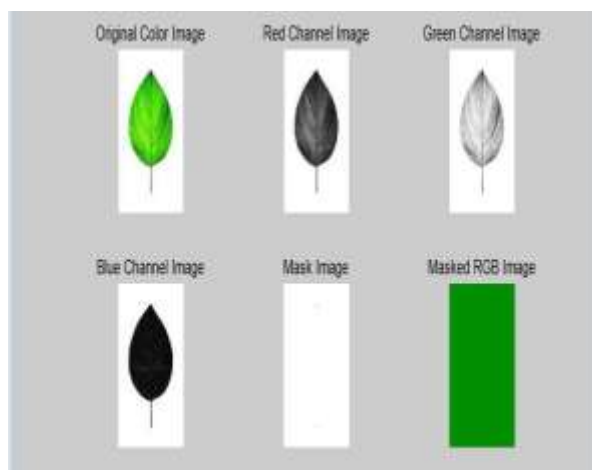 Original Color Image
Red Channel Image
Green Channel Image
Blue Channel Image
Mask Image
Masked RGB Image